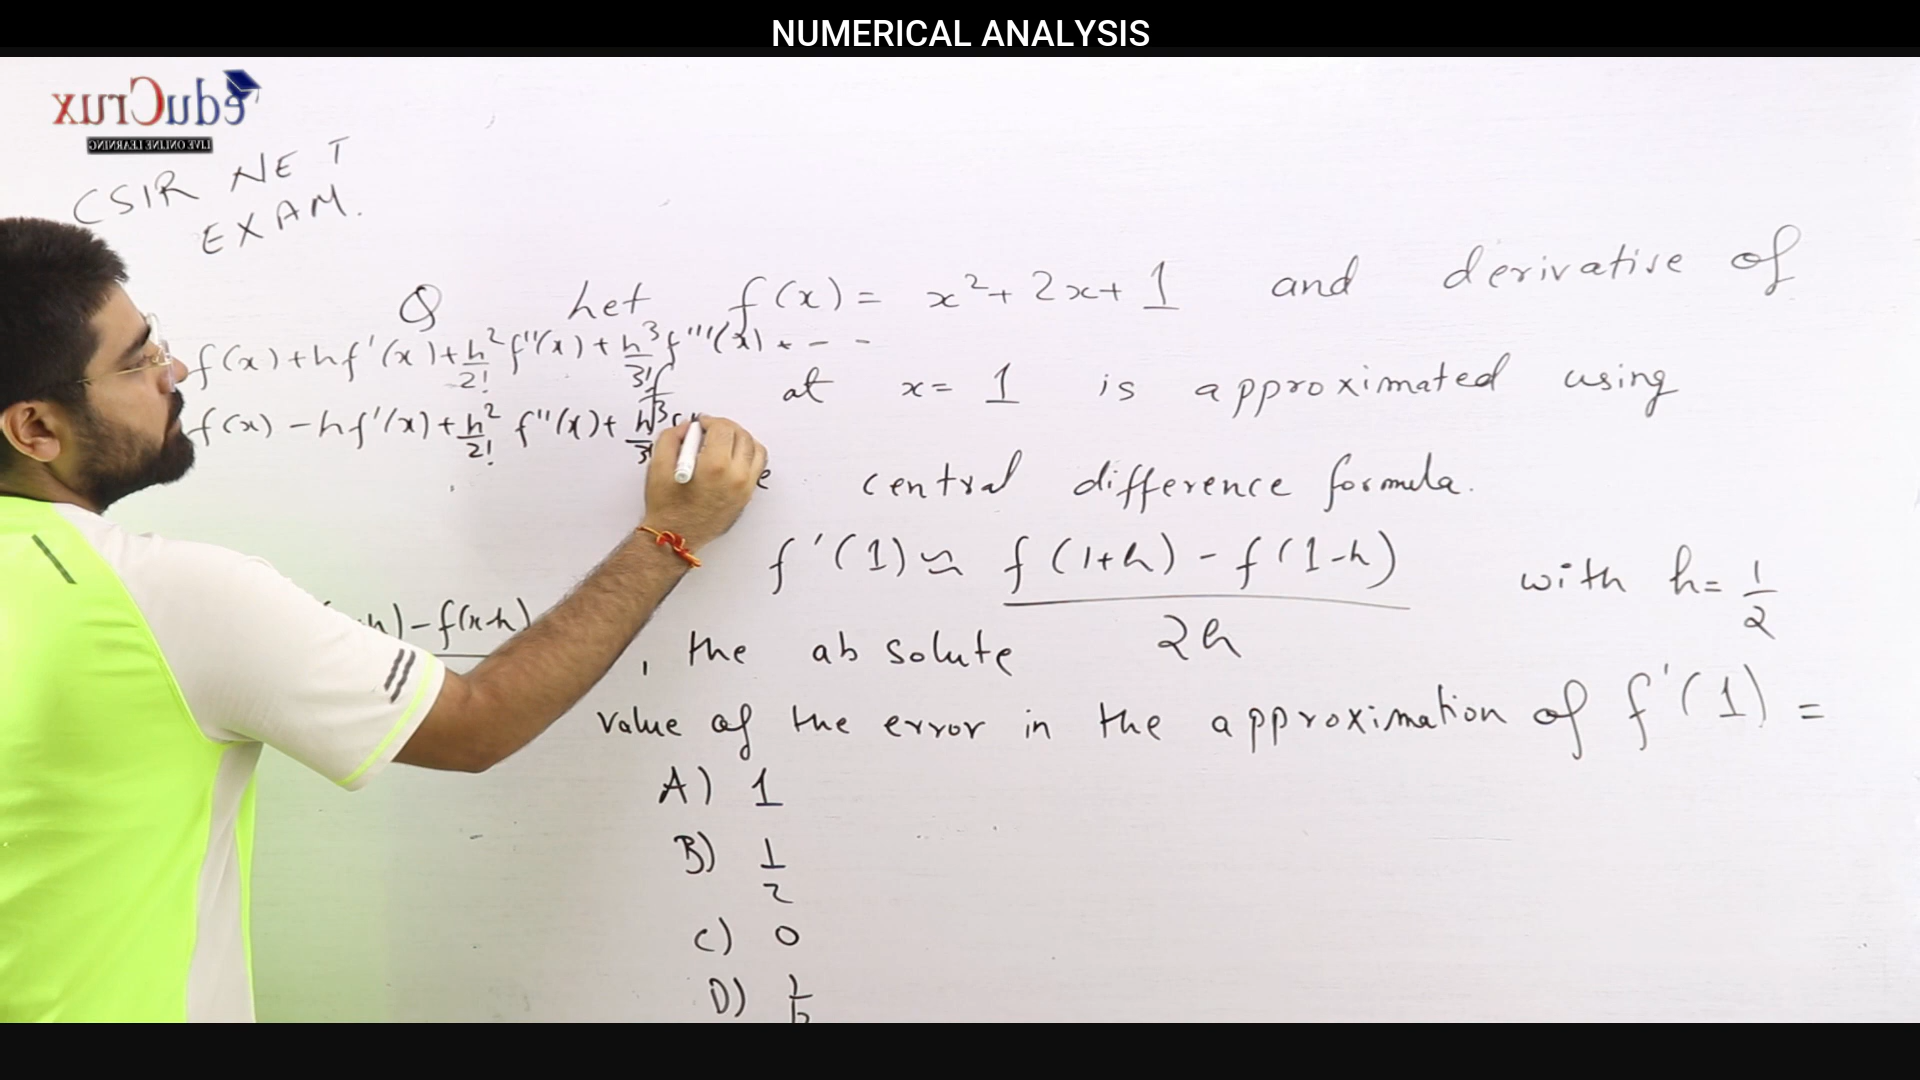 NUMERICAL ANALYSIS
eduCrux
LIVE ONLINE LEARNING
CSIR NET
EXAM.
Q Let f(x) = x²+ 2x+ 1 and derivative of
f(x)+hf'(x)+h²/2! f''(x)+h³/3! f'''(x)+ - -
f at x= 1 is approximated using
f(x) -hf'(x)+h²/2! f''(x)+ h³/3!
central difference formula.
f'(1) ≃ f(1+h) - f(1-h) / 2h with h= 1/2
h)-f(x-h)
, the absolute
value of the error in the approximation of f'(1) =
A) 1
B) 1/2
C) 0
D)